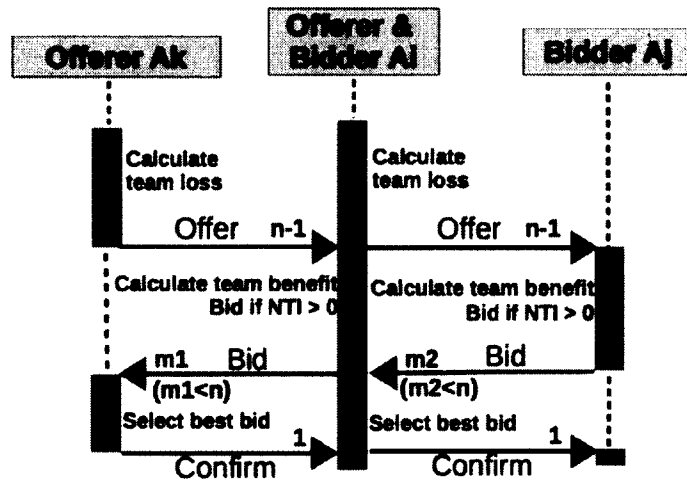 Offerer Ak
Offerer &
Bidder Ai
Bidder Aj
Calculate
team loss
Calculate
team loss
Offer n-1
Offer n-1
Calculate team benefit
Bid if NTI > 0
Calculate team benefit
Bid if NTI > 0
m1 Bid
(m1<n)
m2 Bid
(m2<n)
Select best bid
1
Confirm
Select best bid
1
Confirm